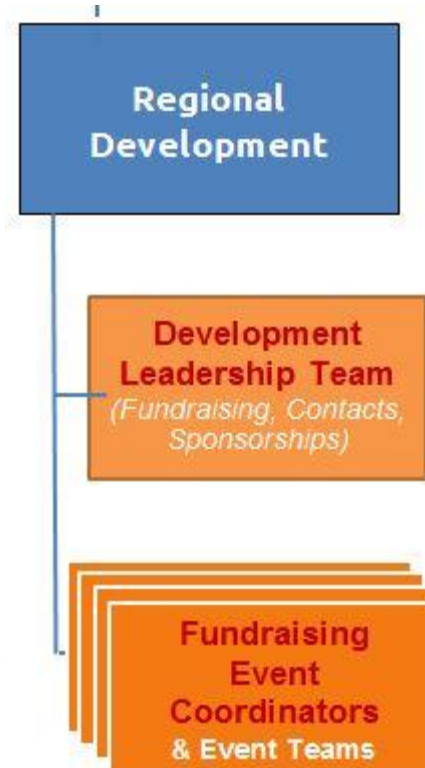 Regional
Development
Development
Leadership Team
(Fundraising, Contacts,
Sponsorships)
Fundraising
Event
Coordinators
& Event Teams